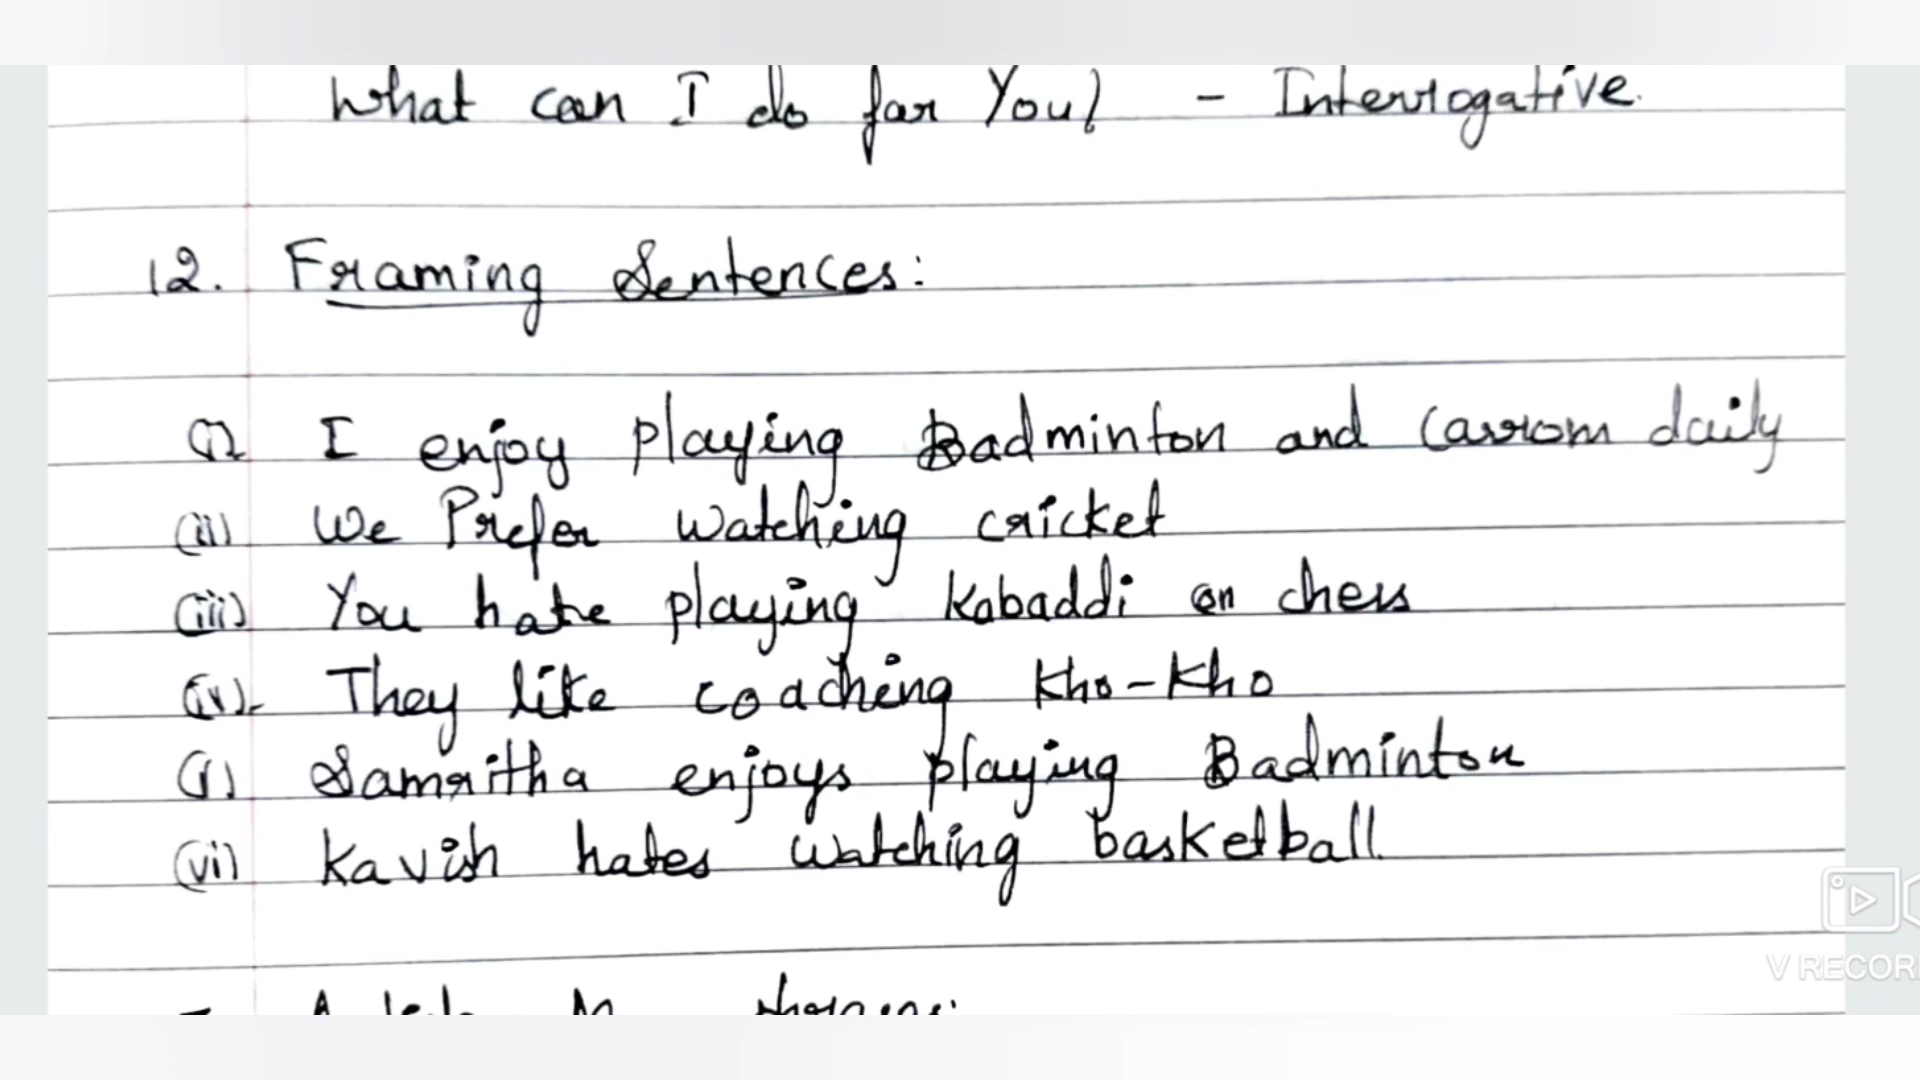 What can I do for You? - Interrogative.
12. Framing Sentences:
(i) I enjoy playing Badminton and Carrom daily
(ii) We Prefer watching cricket
(iii) You hate playing Kabaddi or chess
(iv) They like coaching Kho-Kho
(v) Samritha enjoys playing Badminton
(vi) Kavish hates watching basketball.
V RECOR